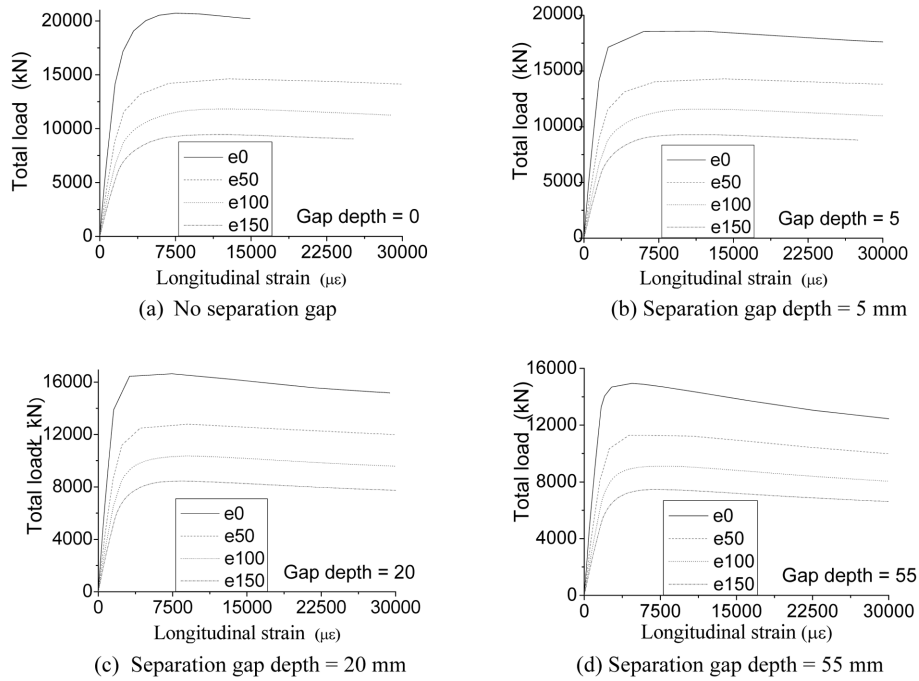 20000
15000
10000
5000
0
Total load (kN)
e0
e50
e100
e150
Gap depth = 0
0 7500 15000 22500 30000
Longitudinal strain (με)
(a) No separation gap
20000
15000
10000
5000
0
Total load (kN)
e0
e50
e100
e150
Gap depth = 5
0 7500 15000 22500 30000
Longitudinal strain (με)
(b) Separation gap depth = 5 mm
16000
12000
8000
4000
0
Total loadŁ kN)
e0
e50
e100
e150
Gap depth = 20
0 7500 15000 22500 30000
Longitudinal strain (με)
(c) Separation gap depth = 20 mm
16000
12000
8000
4000
0
Total load (kN)
e0
e50
e100
e150
Gap depth = 55
0 7500 15000 22500 30000
Longitudinal strain (με)
(d) Separation gap depth = 55 mm